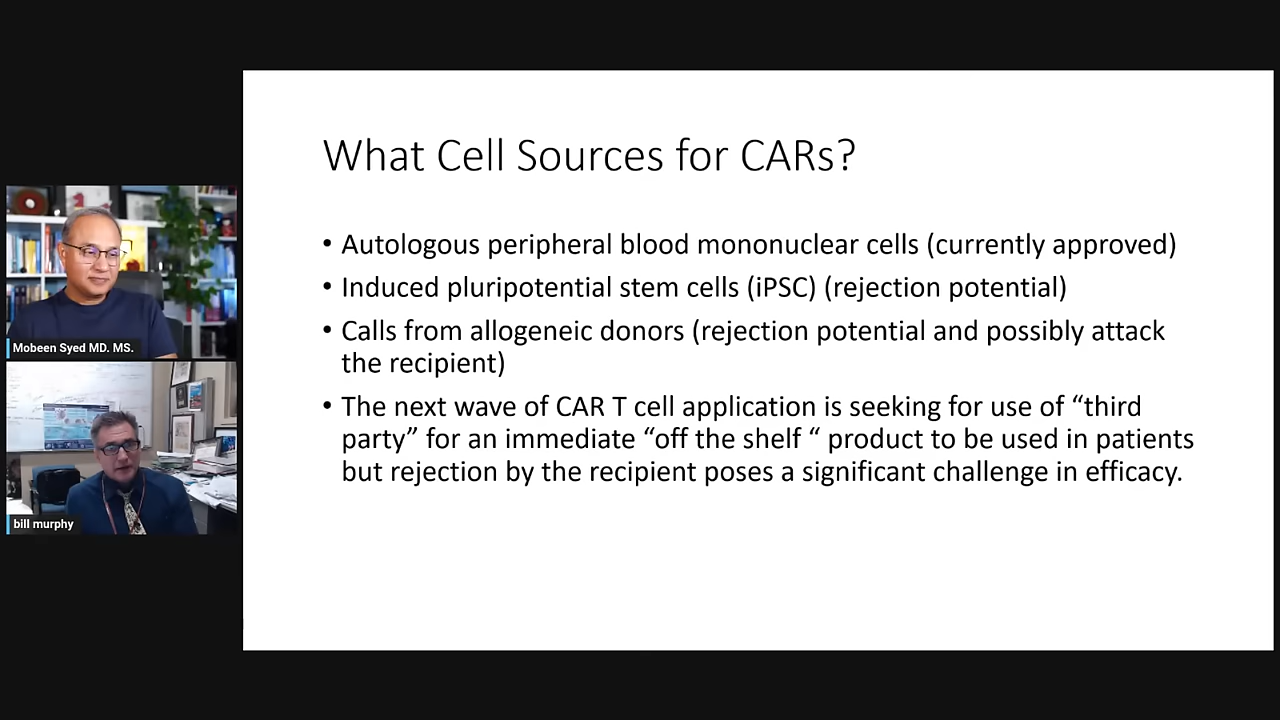 What Cell Sources for CARs?
• Autologous peripheral blood mononuclear cells (currently approved)
• Induced pluripotential stem cells (iPSC) (rejection potential)
• Calls from allogeneic donors (rejection potential and possibly attack
the recipient)
• The next wave of CAR T cell application is seeking for use of “third
party” for an immediate “off the shelf “ product to be used in patients
but rejection by the recipient poses a significant challenge in efficacy.
Mobeen Syed MD. MS.
bill murphy